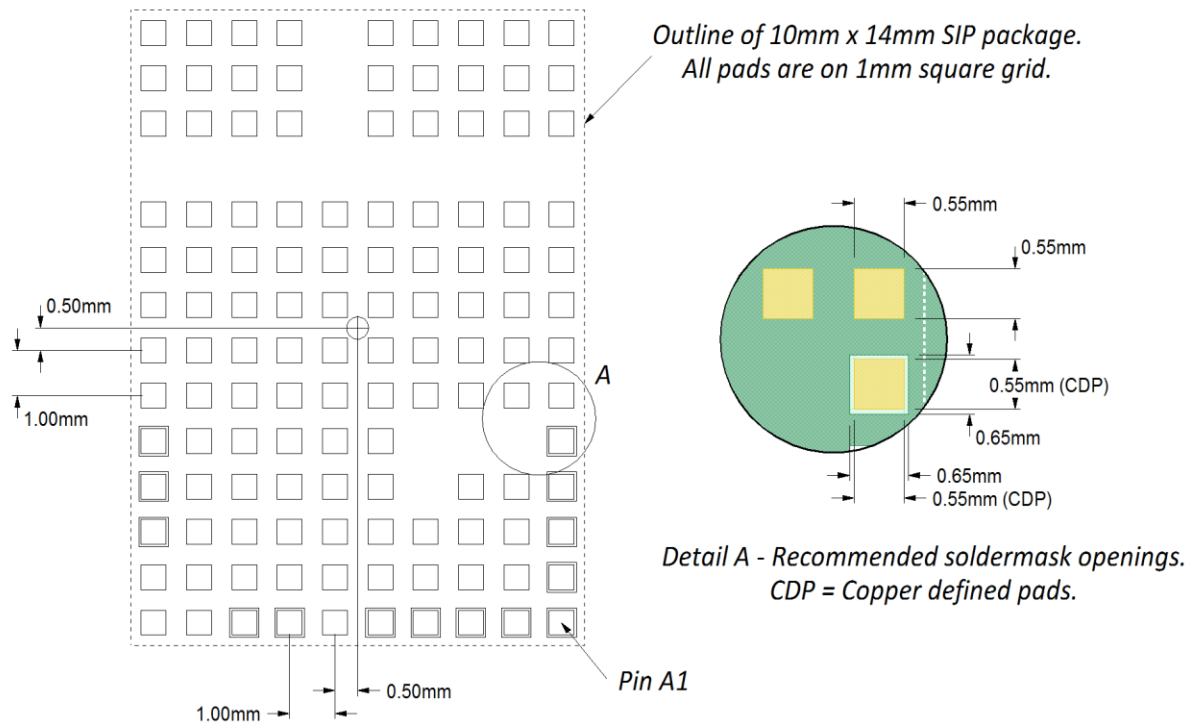 Outline of 10mm x 14mm SIP package.
All pads are on 1mm square grid.
0.55mm
0.55mm
0.50mm
A
0.55mm (CDP)
1.00mm
0.65mm
0.65mm
0.55mm (CDP)
Detail A - Recommended soldermask openings.
CDP = Copper defined pads.
Pin A1
0.50mm
1.00mm